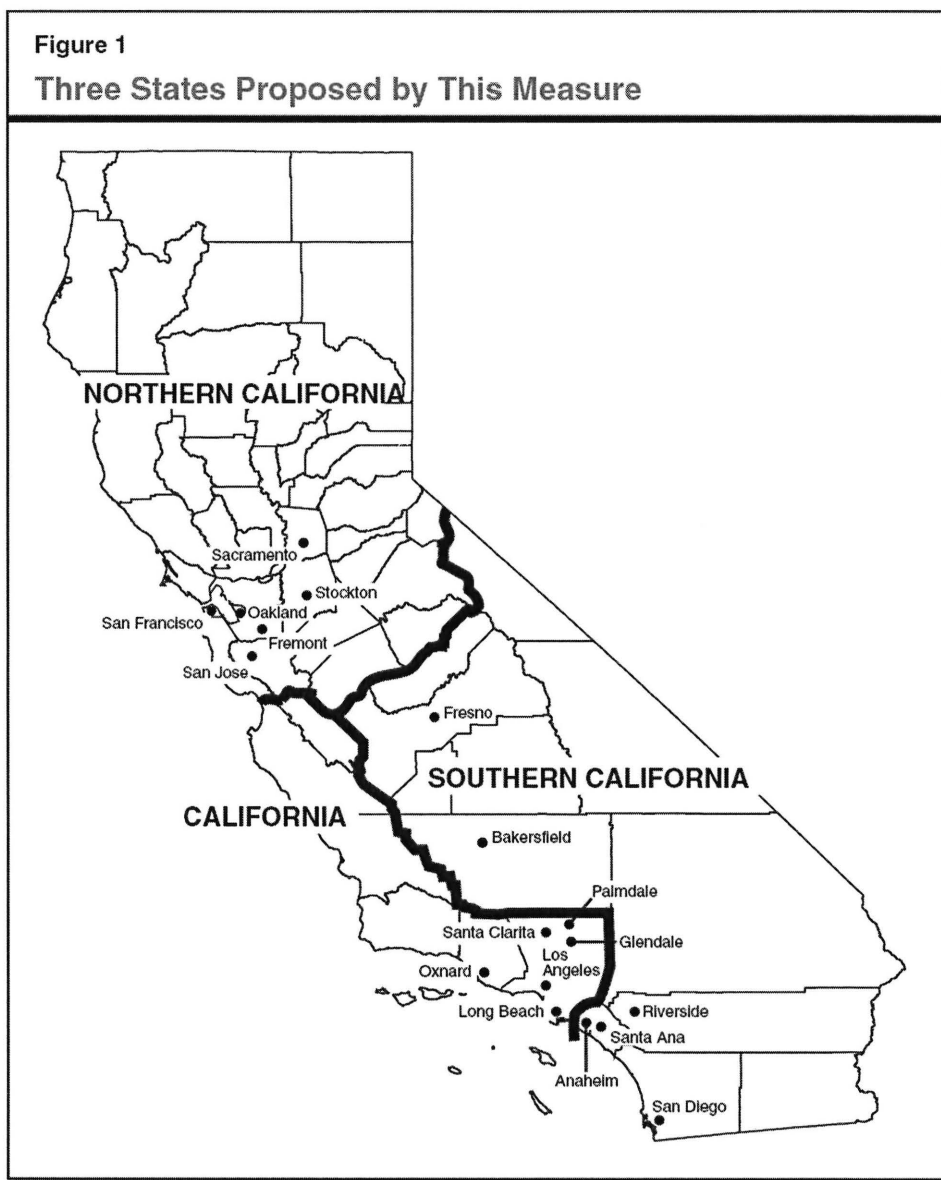 Figure 1
Three States Proposed by This Measure
NORTHERN CALIFORNIA
Sacramento
Stockton
San Francisco
Oakland
Fremont
San Jose
Fresno
SOUTHERN CALIFORNIA
CALIFORNIA
Bakersfield
Palmdale
Santa Clarita
Glendale
Los
Angeles
Oxnard
Long Beach
Riverside
Santa Ana
Anaheim
San Diego